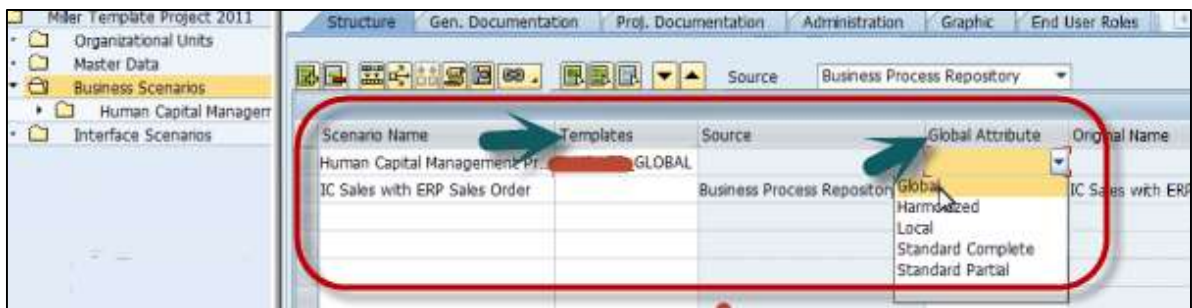 Miller Template Project 2011
Organizational Units
Master Data
Business Scenarios
Human Capital Managem
Interface Scenarios
Structure Gen. Documentation Proj. Documentation Administration Graphic End User Roles
Source Business Process Repository
Scenario Name Templates Source Global Attribute Original Name
Human Capital Management Pr.. GLOBAL
IC Sales with ERP Sales Order Business Process Repository IC Sales with ERP
Global
Harmonized
Local
Standard Complete
Standard Partial